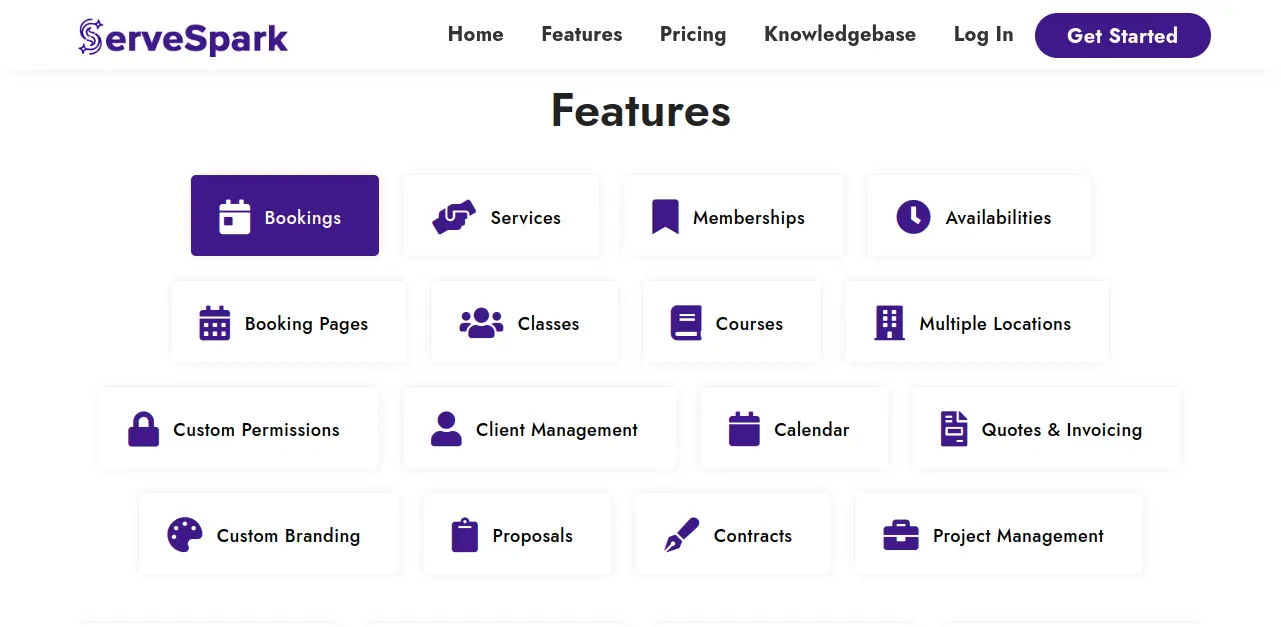 ServeSpark Home Features Pricing Knowledgebase Log In Get Started
Features
Bookings Services Memberships Availabilities
Booking Pages Classes Courses Multiple Locations
Custom Permissions Client Management Calendar Quotes & Invoicing
Custom Branding Proposals Contracts Project Management